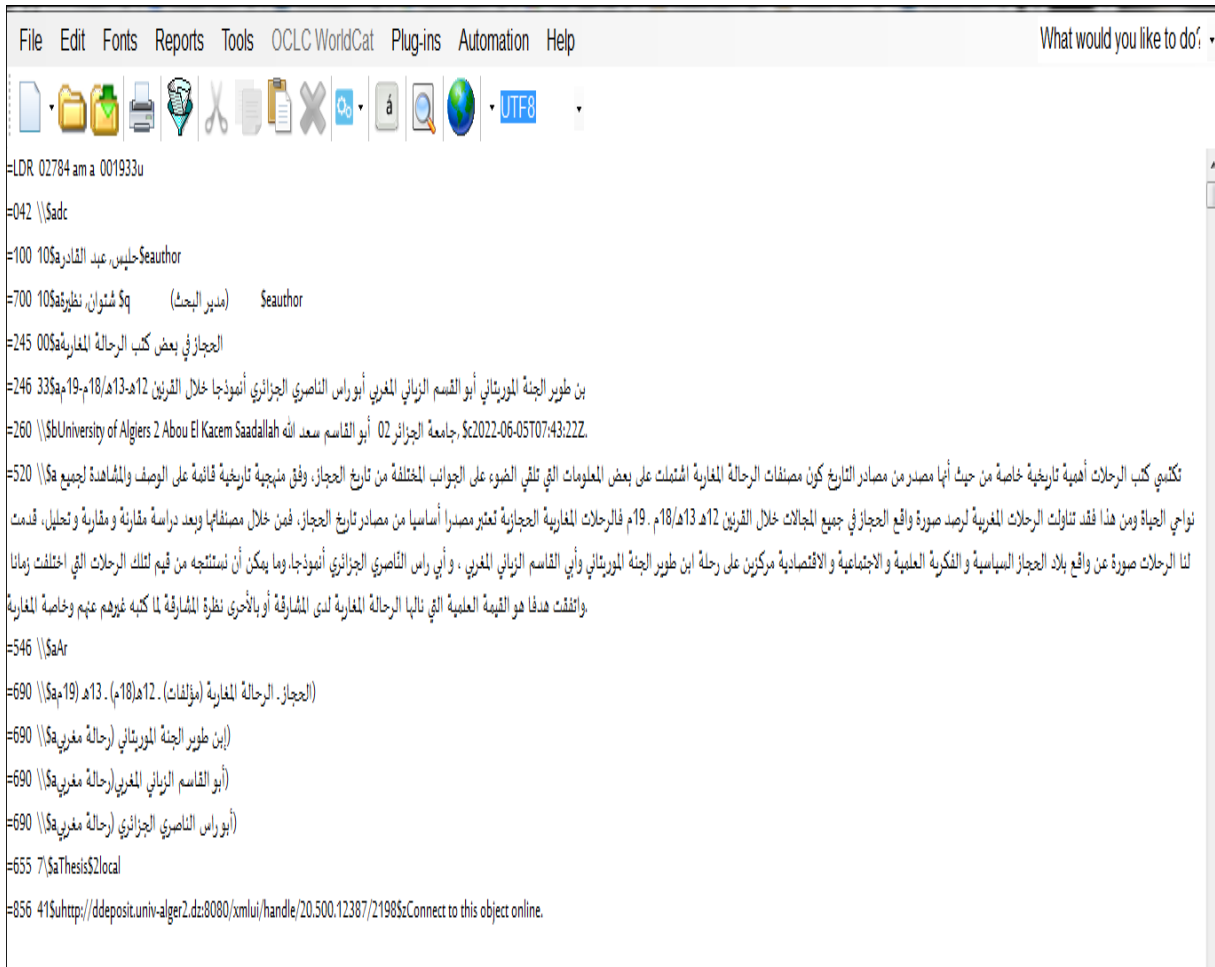 File Edit Fonts Reports Tools OCLC WorldCat Plug-ins Automation Help What would you like to do?
á UTF8
=LDR 02784 am a 001933u
=042 \\$adc
=100 10$aحليس, عبد القادر$eauthor
=700 10$aشتوان, نظيرة $q (مدير البحث) $eauthor
=245 00$aالحجاز في بعض كتب الرحالة المغاربة
=246 33$aبن طوير الجنة الموريتاني أبو القسم الزياني المغربي أبو راس الناصري الجزائري أنموذجا خلال القرنين 12هـ-13هـ/18م-19م
=260 \\$bUniversity of Algiers 2 Abou El Kacem Saadallah جامعة الجزائر 02 أبو القاسم سعد الله, $c2022-06-05T07:43:22Z.
=520 \\$a تكتسي كتب الرحلات أهمية تاريخية خاصة من حيث أنها مصدر من مصادر التاريخ كون مصنفات الرحالة المغاربة اشتملت على بعض المعلومات التي تلقي الضوء على الجوانب المختلفة من تاريخ الحجاز، وفق منهجية تاريخية قائمة على الوصف والمشاهدة لجميع
نواحي الحياة ومن هذا فقد تناولت الرحلات المغربية لرصد صورة واقع الحجاز في جميع المجالات خلال القرنين 12هـ 13هـ/18م . 19م فالرحلات المغاربية الحجازية تعتبر مصدرا أساسيا من مصادر تاريخ الحجاز، فمن خلال مصنفاتها وبعد دراسة مقارنة و مقاربة و تحليل، قدمت
لنا الرحلات صورة عن واقع بلاد الحجاز السياسية و الفكرية العلمية و الاجتماعية و الاقتصادية مركزين على رحلة ابن طوير الجنة الموريتاني وأبي القاسم الزياني المغربي ، و أبي راس النّاصري الجزائري أنموذجا، وما يمكن أن نستنتجه من قيم لتلك الرحلات التي اختلفت زمانا
واتفقت هدفا هو القيمة العلمية التي نالها الرحالة المغاربة لدى المشارقة أو بالأحرى نظرة المشارقة لما كتبه غيرهم عنهم وخاصة المغاربة.
=546 \\$aAr
=690 \\$aالحجاز. الرحالة المغاربة (مؤلفات) . 12هـ(18م) . 13هـ (19م)
=690 \\$aإبن طوير الجنة الموريتاني (رحالة مغربي)
=690 \\$aأبو القاسم الزياني المغربي(رحالة مغربي)
=690 \\$aأبو راس الناصري الجزائري (رحالة مغربي)
=655 7\$aThesis$2local
=856 41$uhttp://ddeposit.univ-alger2.dz:8080/xmlui/handle/20.500.12387/2198$zConnect to this object online.